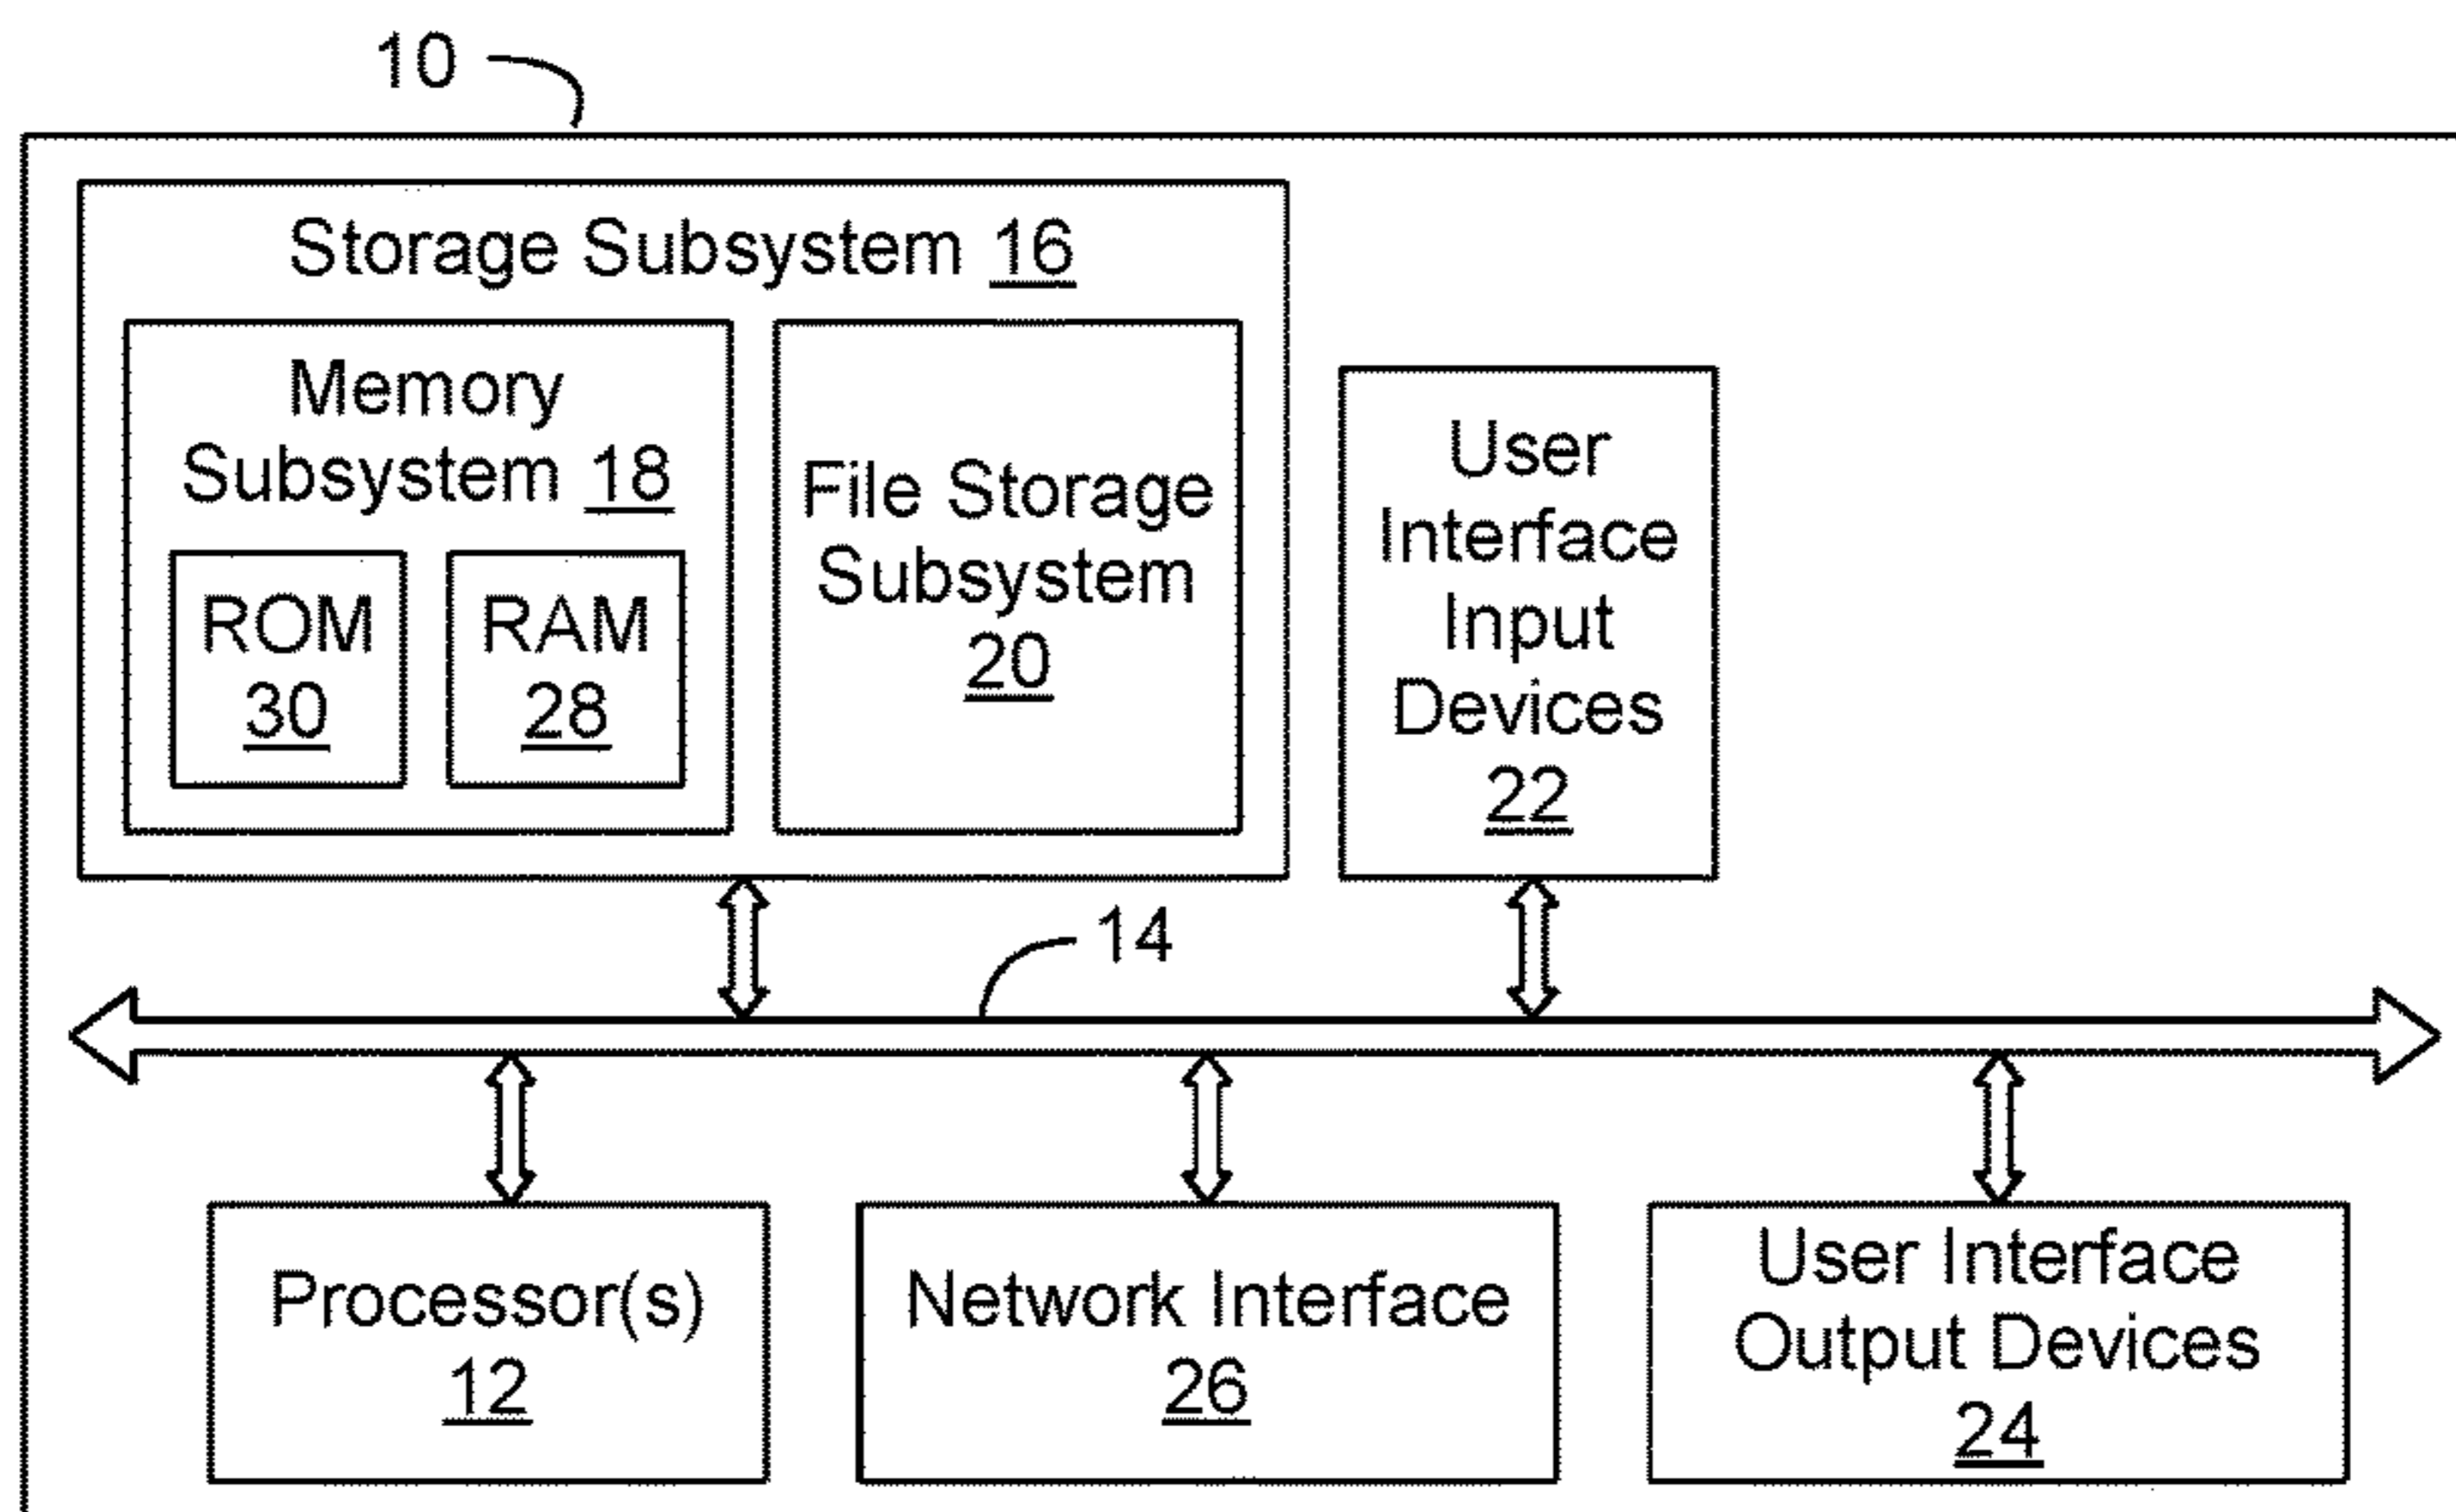 10
Storage Subsystem 16
Memory
Subsystem 18
ROM
30
RAM
28
File Storage
Subsystem
20
User
Interface
Input
Devices
22
14
Processor(s)
12
Network Interface
26
User Interface
Output Devices
24